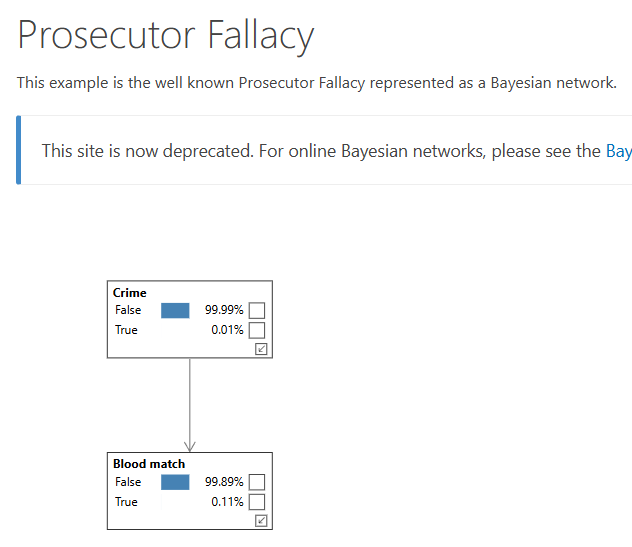 Prosecutor Fallacy
This example is the well known Prosecutor Fallacy represented as a Bayesian network.
This site is now deprecated. For online Bayesian networks, please see the Bay
Crime
False 99.99%
True 0.01%
Blood match
False 99.89%
True 0.11%